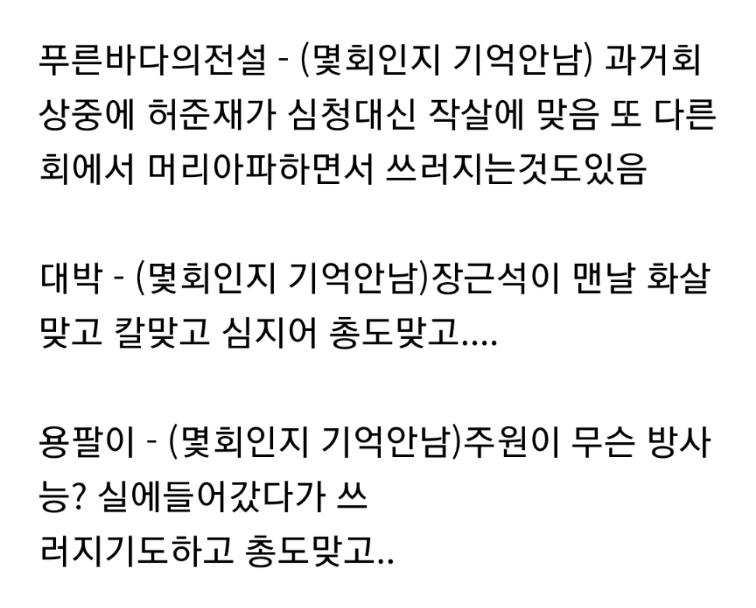 푸른바다의전설 - (몇회인지 기억안남) 과거회
상중에 허준재가 심청대신 작살에 맞음 또 다른
회에서 머리아파하면서 쓰러지는것도있음
대박 - (몇회인지 기억안남)장근석이 맨날 화살
맞고 칼맞고 심지어 총도맞고....
용팔이 - (몇회인지 기억안남)주원이 무슨 방사
능? 실에들어갔다가 쓰
러지기도하고 총도맞고..